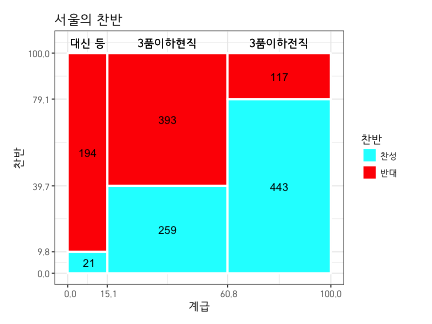 서울의 찬반
대신 등 3품이하현직 3품이하전직
100.0
79.1
39.7
9.8
0.0
찬반
117
393
194
443
259
21
찬반
찬성
반대
0.0 15.1 60.8 100.0
계급